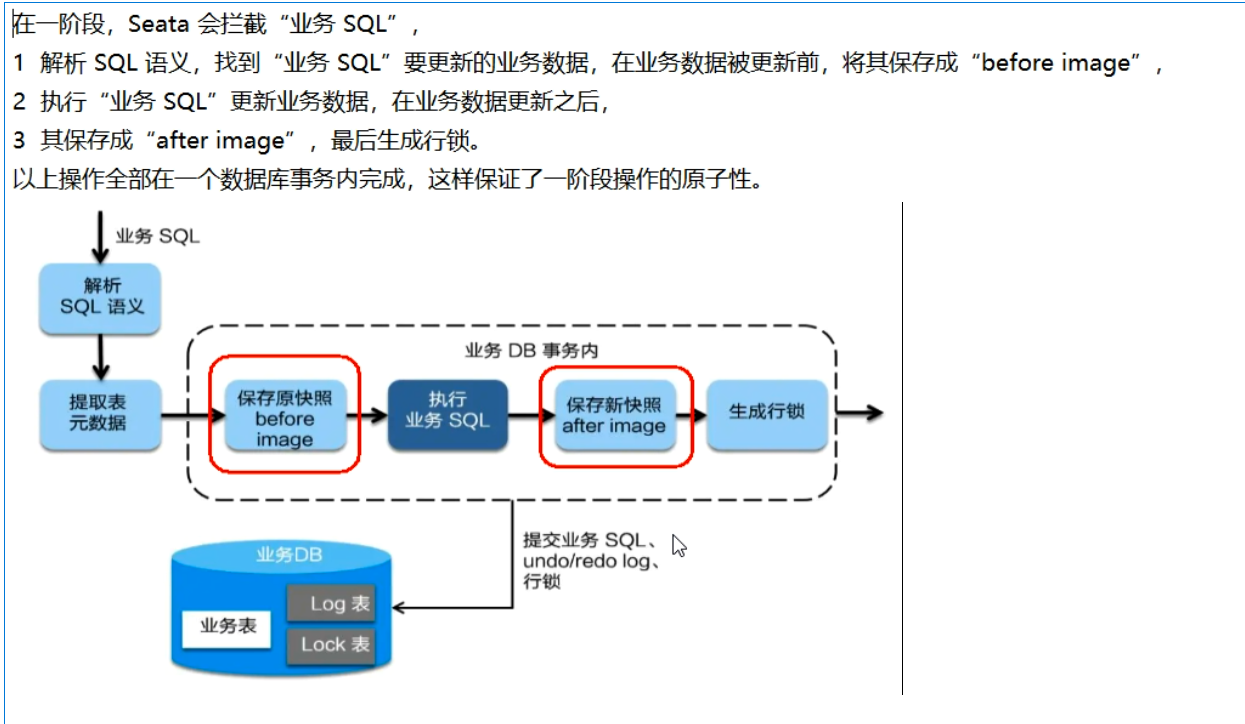 在一阶段，Seata 会拦截“业务 SQL”，
1 解析 SQL 语义，找到“业务 SQL”要更新的业务数据，在业务数据被更新前，将其保存成“before image”，
2 执行“业务 SQL”更新业务数据，在业务数据更新之后，
3 其保存成“after image”，最后生成行锁。
以上操作全部在一个数据库事务内完成，这样保证了一阶段操作的原子性。
业务 SQL
解析
SQL 语义
业务 DB 事务内
提取表
元数据
保存原快照
before
image
执行
业务 SQL
保存新快照
after image
生成行锁
提交业务 SQL、
undo/redo log、
行锁
业务DB
业务表
Log 表
Lock 表